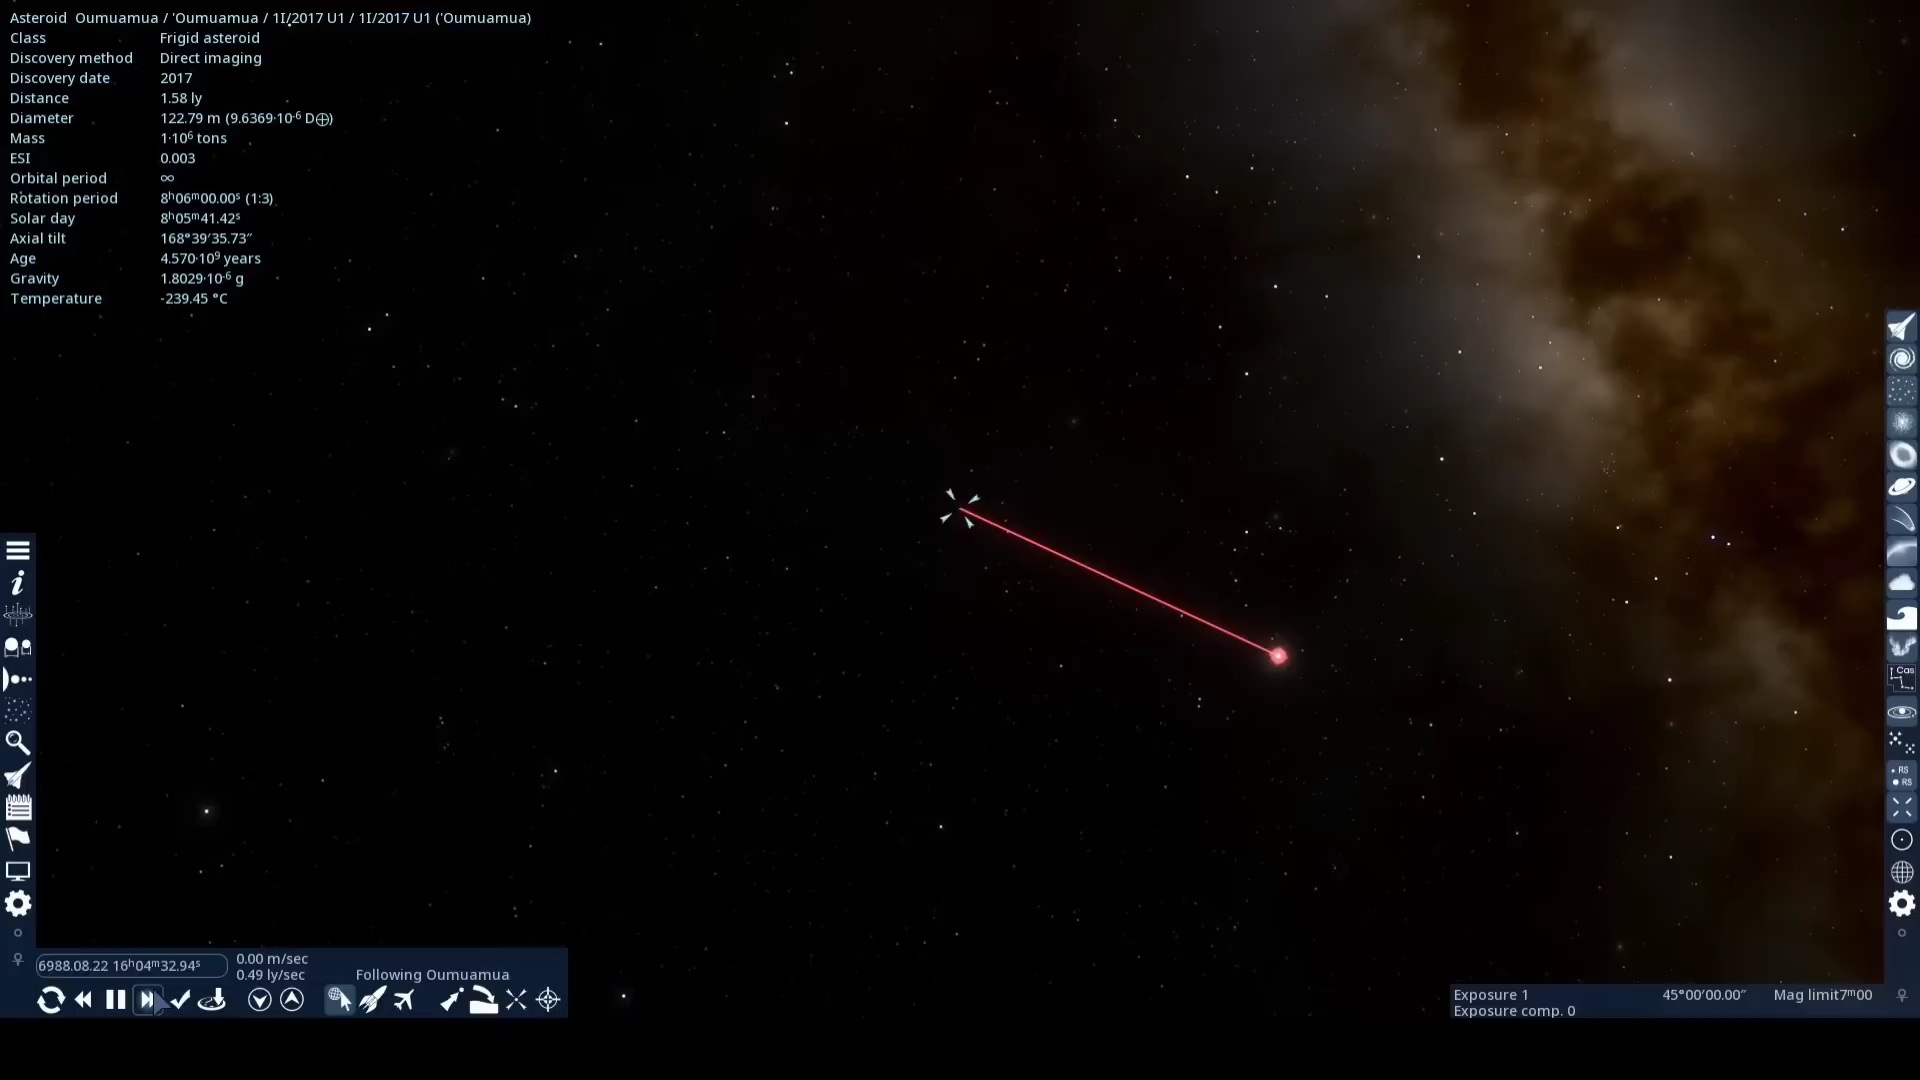 Asteroid Oumuamua / 'Oumuamua / 1I/2017 U1 / 1I/2017 U1 ('Oumuamua)
Class Frigid asteroid
Discovery method Direct imaging
Discovery date 2017
Distance 1.58 ly
Diameter 122.79 m (9.6369·10⁻⁶ D⊕)
Mass 1·10⁶ tons
ESI 0.003
Orbital period ∞
Rotation period 8ʰ06ᵐ00.00ˢ (1:3)
Solar day 8ʰ05ᵐ41.42ˢ
Axial tilt 168°39′35.73″
Age 4.570·10⁹ years
Gravity 1.8029·10⁻⁶ g
Temperature -239.45 °C
Cas
RS
RS
6988.08.22 16ʰ04ᵐ32.94ˢ
0.00 m/sec
0.49 ly/sec
Following Oumuamua
Exposure 1 45°00′00.00″ Mag limit7ᵐ00
Exposure comp. 0